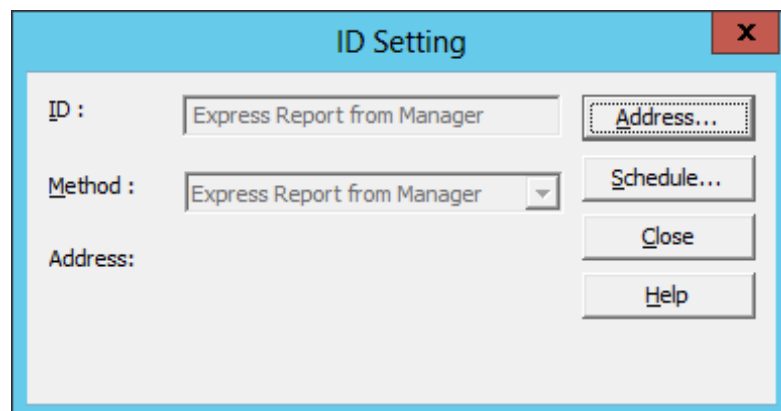 ID Setting
x
ID :
Express Report from Manager
Address...
Method :
Express Report from Manager
Schedule...
Close
Address:
Help